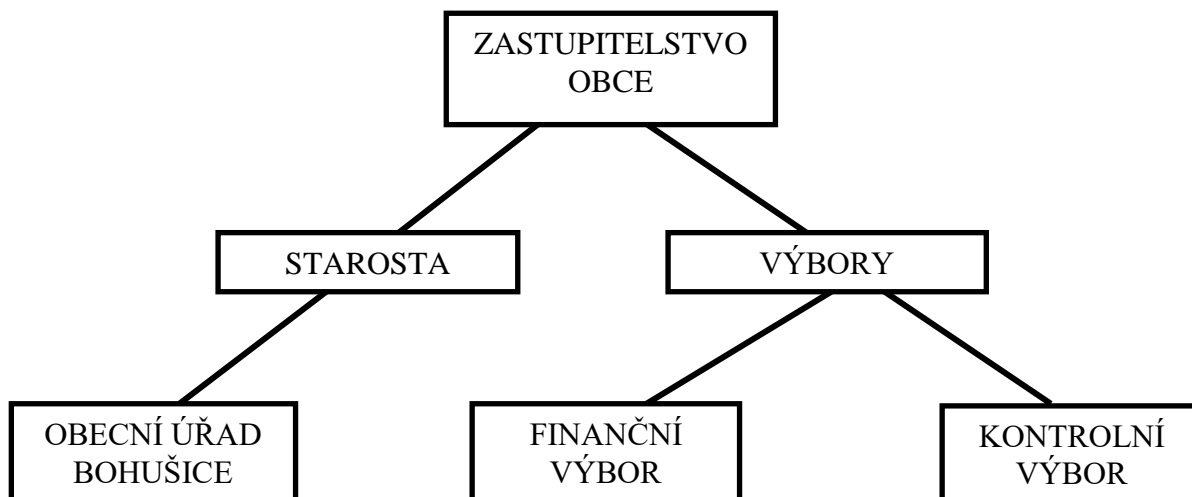 ZASTUPITELSTVO
OBCE
STAROSTA
VÝBORY
OBECNÍ ÚŘAD
BOHUŠICE
FINANČNÍ
VÝBOR
KONTROLNÍ
VÝBOR